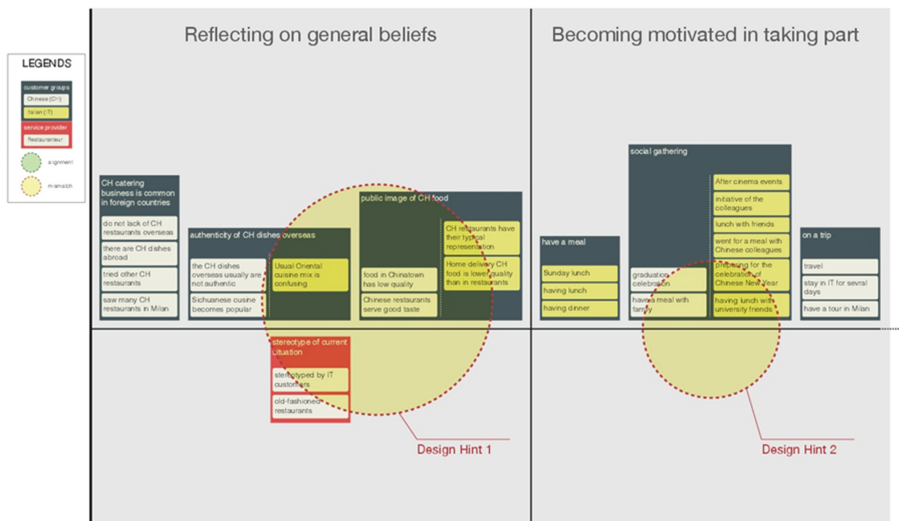 Reflecting on general beliefs
Becoming motivated in taking part
LEGENDS
customer groups
Chinese (CH)
Italian (IT)
service provider
Restaurateur
alignment
mismatch
CH catering
business is common
in foreign countries
do not lack of CH
restaurants overseas
there are CH dishes
abroad
tried other CH
restaurants
saw many CH
restaurants in Milan
authenticity of CH dishes overseas
the CH dishes
overseas usually are
not authentic
Sichuanese cusine
becomes popular
Usual Oriental
cuisine mix is
confusing
public image of CH food
food in Chinatown
has low quality
Chinese restaurants
serve good taste
CH restaurants have
their typical
representation
Home delivery CH
food is lower quality
than in restaurants
stereotype of current
situation
stereotyped by IT
customers
old-fashioned
restaurants
Design Hint 1
have a meal
Sunday lunch
having lunch
having dinner
social gathering
graduation
celebration
have a meal with
family
After cinema events
initiative of the
colleagues
lunch with friends
went for a meal with
Chinese colleagues
preparing for the
celebration of
Chinese New Year
having lunch with
university friends
on a trip
travel
stay in IT for sevral
days
have a tour in Milan
Design Hint 2